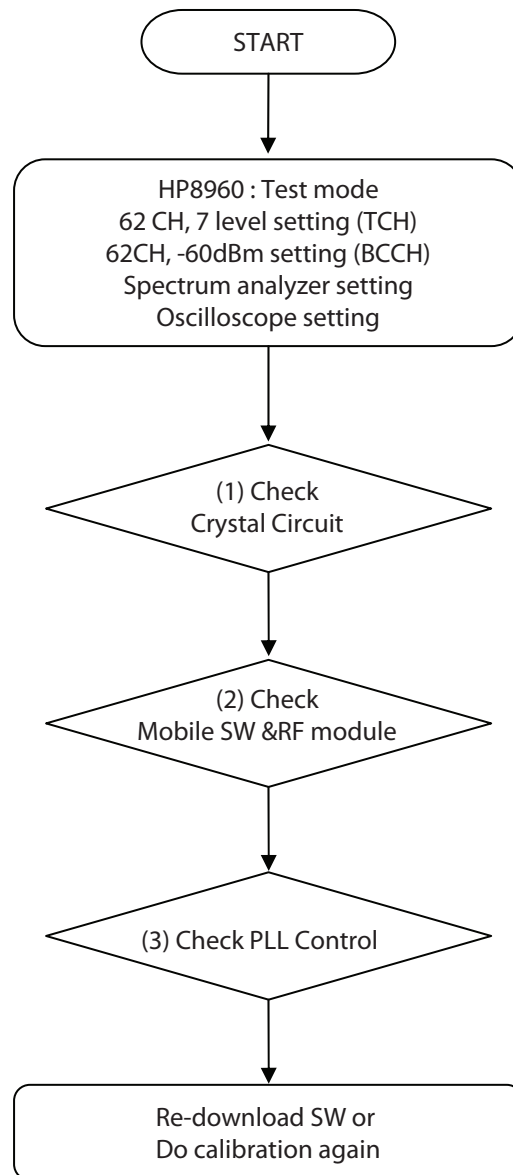 START
HP8960 : Test mode
62 CH, 7 level setting (TCH)
62CH, -60dBm setting (BCCH)
Spectrum analyzer setting
Oscilloscope setting
(1) Check
Crystal Circuit
(2) Check
Mobile SW &RF module
(3) Check PLL Control
Re-download SW or
Do calibration again